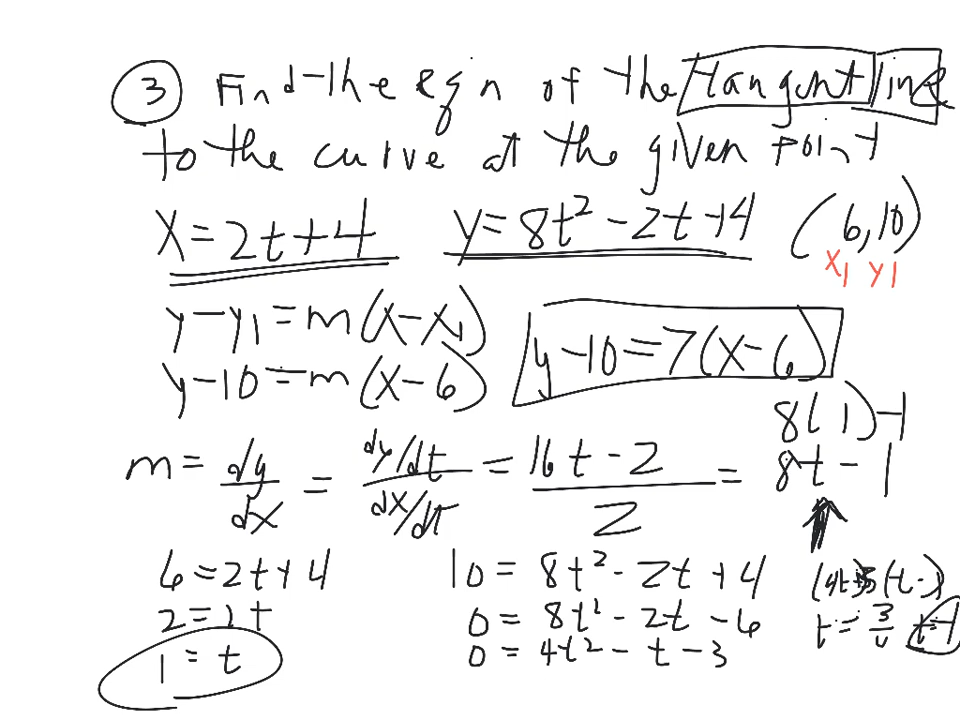 3 Find the eqn of the tangent line
to the curve at the given point
x = 2t + 4 y = 8t² - 2t + 4 (6, 10)
x₁ y₁
y - y₁ = m(x - x₁)
y - 10 = 7(x - 6)
y - 10 = m(x - 6)
8(1) - 1
m = dy/dx = (dy/dt)/(dx/dt) = (16t - 2)/2 = 8t - 1
6 = 2t + 4 10 = 8t² - 2t + 4
2 = 2t 0 = 8t² - 2t - 6
1 = t 0 = 4t² - t - 3